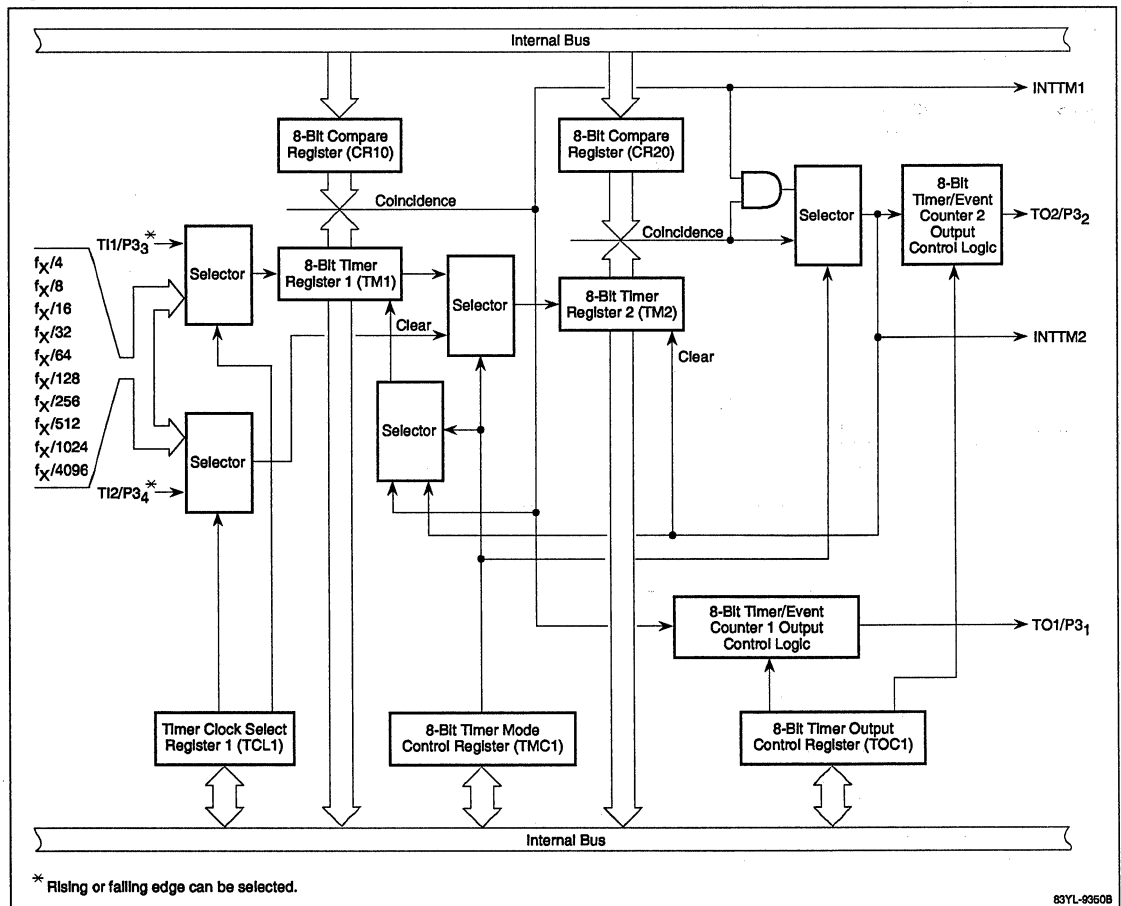 Internal Bus
INTTM1
8-Bit Compare
Register (CR10)
8-Bit Compare
Register (CR20)
Coincidence
Coincidence
Selector
8-Bit
Timer/Event
Counter 2
Output
Control Logic
TO2/P3₂
TI1/P3₃*
fX/4
fX/8
fX/16
fX/32
fX/64
fX/128
fX/256
fX/512
fX/1024
fX/4096
TI2/P3₄*
Selector
8-Bit Timer
Register 1 (TM1)
Clear
Selector
8-Bit Timer
Register 2 (TM2)
Clear
INTTM2
Selector
Selector
8-Bit Timer/Event
Counter 1 Output
Control Logic
TO1/P3₁
Timer Clock Select
Register 1 (TCL1)
8-Bit Timer Mode
Control Register (TMC1)
8-Bit Timer Output
Control Register (TOC1)
Internal Bus
* Rising or falling edge can be selected.
83YL-9350B